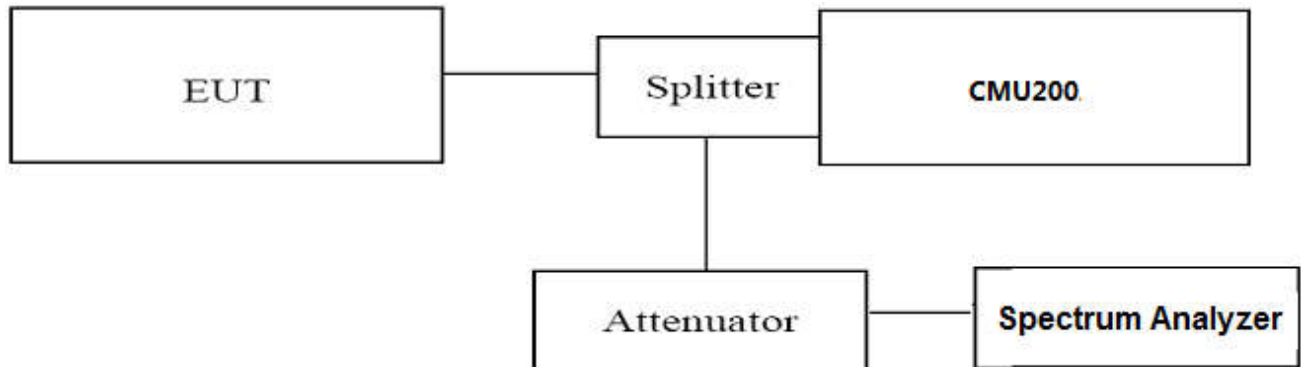 EUT
Splitter
CMU200.
Attenuator
Spectrum Analyzer